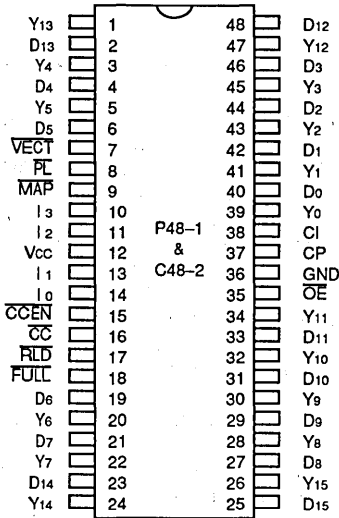 Y13 1 48 D12
D13 2 47 Y12
Y4 3 46 D3
D4 4 45 Y3
Y5 5 44 D2
D5 6 43 Y2
VECT 7 42 D1
PL 8 41 Y1
MAP 9 40 D0
I3 10 39 Y0
I2 11 P48-1 38 CI
VCC 12 & 37 CP
I1 13 C48-2 36 GND
I0 14 35 OE
CCEN 15 34 Y11
CC 16 33 D11
RLD 17 32 Y10
FULL 18 31 D10
D6 19 30 Y9
Y6 20 29 D9
D7 21 28 Y8
Y7 22 27 D8
D14 23 26 Y15
Y14 24 25 D15